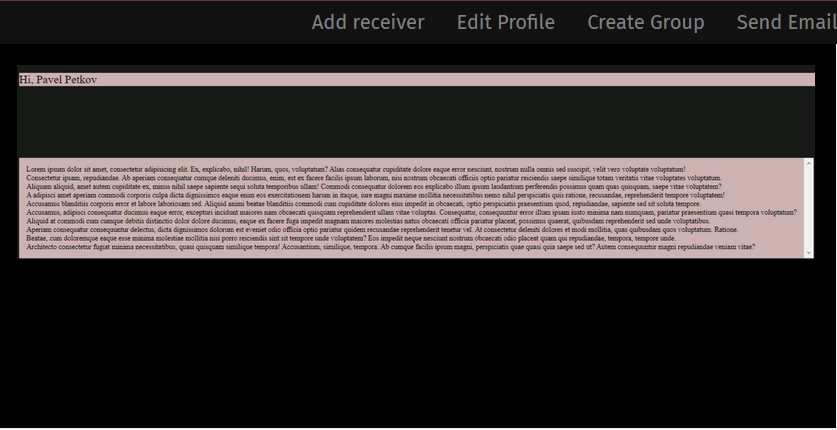 Add receiver Edit Profile Create Group Send Email
Hi, Pavel Petkov
Lorem ipsum dolor sit amet, consectetur adipisicing elit. Ex, explicabo, nihil! Harum, quos, voluptatum? Alias consequatur cupiditate dolore eaque error nesciunt, nostrum nulla omnis sed suscipit, velit vero voluptate voluptatum!
Consectetur ipsam, repudiandae. Ab aperiam consequatur cumque deleniti ducimus, enim, est ex facere facilis ipsum laborum, nisi nostrum obcaecati officiis optio pariatur reiciendis saepe similique totam veritatis vitae voluptates voluptatum.
Aliquam aliquid, amet autem cupiditate ex, minus nihil saepe sapiente sequi soluta temporibus ullam! Commodi consequatur dolorem eos explicabo illum ipsum laudantium perferendis possimus quam quas quisquam, saepe vitae voluptatem?
A adipisci amet aperiam commodi corporis culpa dicta dignissimos eaque enim eos exercitationem harum in itaque, iure magni maxime mollitia necessitatibus nemo nihil perspiciatis quis ratione, recusandae, reprehenderit tempore voluptatem!
Accusamus blanditiis corporis error et labore laboriosam sed. Aliquid animi beatae blanditiis commodi cum cupiditate dolores eius impedit in obcaecati, optio perspiciatis praesentium quod, repudiandae, sapiente sed sit soluta tempore.
Accusamus, adipisci consequatur ducimus eaque error, excepturi incidunt maiores nam obcaecati quisquam reprehenderit ullam vitae voluptas. Consequatur, consequuntur error illum ipsam iusto minima nam numquam, pariatur praesentium quasi tempora voluptatum?
Aliquid at commodi cum cumque debitis distinctio dolor dolore ducimus, eaque ex facere fuga impedit magnam maiores molestias natus obcaecati officia pariatur placeat, possimus quaerat, quibusdam reprehenderit sed unde voluptatibus.
Aperiam consequatur consequuntur delectus, dicta dignissimos dolorum est eveniet odio officia optio pariatur quidem recusandae reprehenderit tenetur vel. At consectetur deleniti dolores et modi mollitia, quas quibusdam quos voluptatum. Ratione.
Beatae, cum doloremque eaque esse minima molestiae mollitia nisi porro reiciendis sint sit tempore unde voluptatem? Eos impedit neque nesciunt nostrum obcaecati odio placeat quam qui repudiandae, tempora, tempore unde.
Architecto consectetur fugiat minima necessitatibus, quasi quisquam similique tempora! Accusantium, similique, tempora. Ab cumque facilis ipsum magni, perspiciatis quae quasi quia saepe sed ut? Autem consequuntur magni repudiandae veniam vitae?